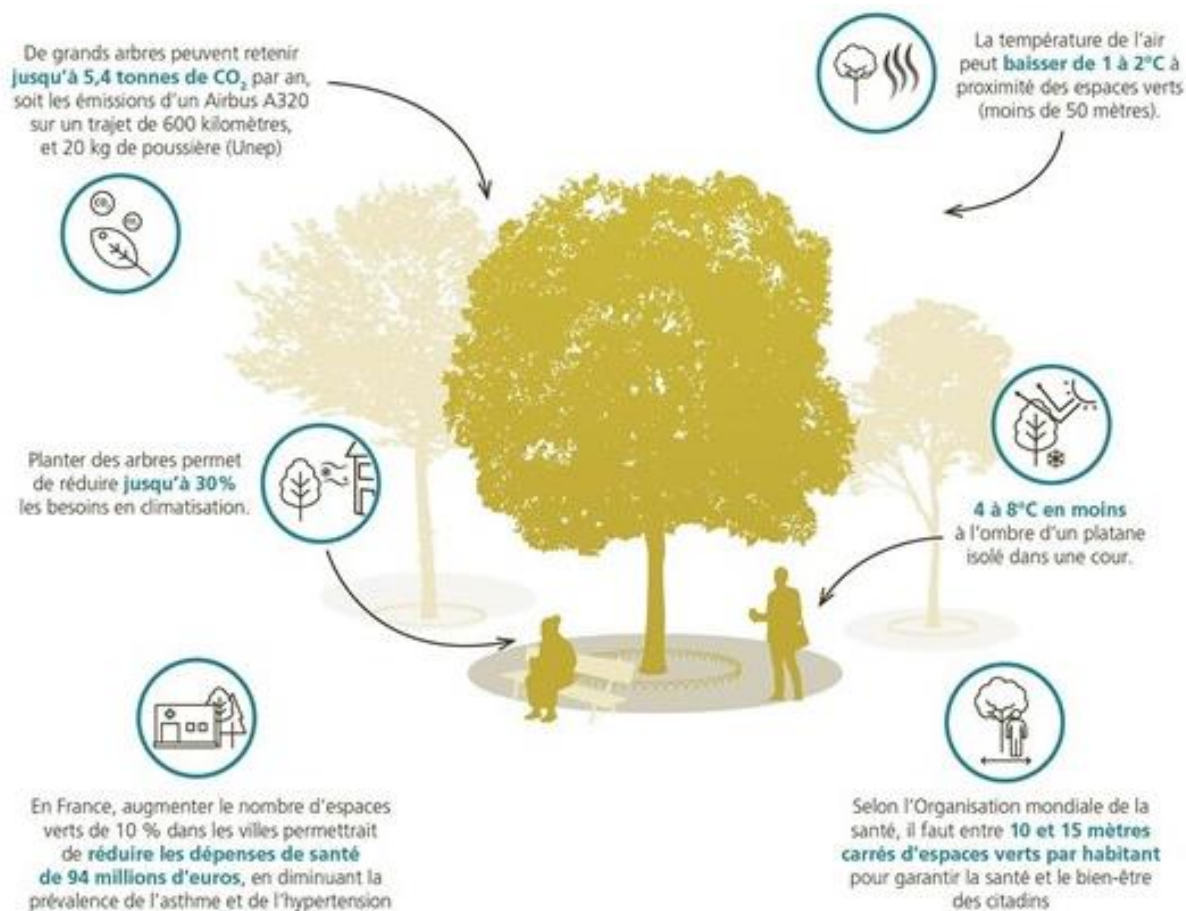 De grands arbres peuvent retenir
jusqu'à 5,4 tonnes de CO₂ par an,
soit les émissions d'un Airbus A320
sur un trajet de 600 kilomètres,
et 20 kg de poussière (Unep)
La température de l'air
peut baisser de 1 à 2°C à
proximité des espaces verts
(moins de 50 mètres).
Planter des arbres permet
de réduire jusqu'à 30%
les besoins en climatisation.
4 à 8°C en moins
à l'ombre d'un platane
isolé dans une cour.
En France, augmenter le nombre d'espaces
verts de 10 % dans les villes permettrait
de réduire les dépenses de santé
de 94 millions d'euros, en diminuant la
prévalence de l'asthme et de l'hypertension
Selon l'Organisation mondiale de la
santé, il faut entre 10 et 15 mètres
carrés d'espaces verts par habitant
pour garantir la santé et le bien-être
des citadins